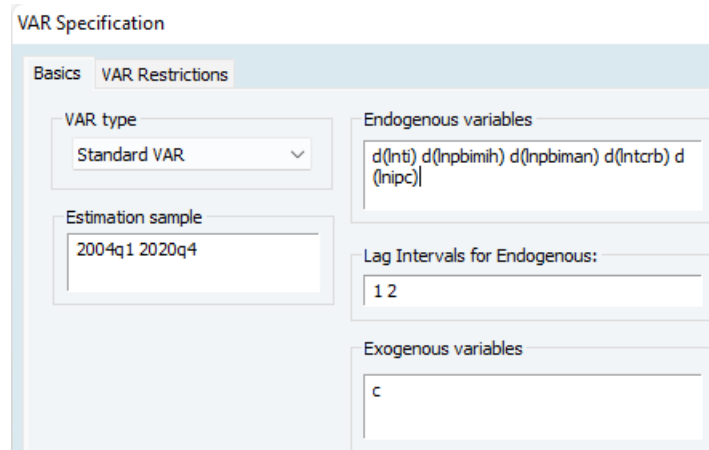 VAR Specification
Basics VAR Restrictions
VAR type
Standard VAR
Estimation sample
2004q1 2020q4
Endogenous variables
d(lnti) d(lnpbimih) d(lnpbiman) d(lntcrb) d
(lnipc)
Lag Intervals for Endogenous:
1 2
Exogenous variables
c